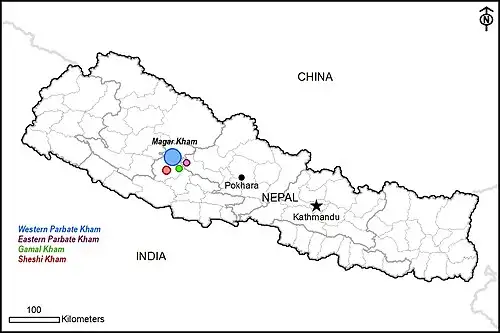 N
CHINA
Magar Kham
Pokhara
NEPAL
Kathmandu
Western Parbate Kham
Eastern Parbate Kham
Gamal Kham
Sheshi Kham
INDIA
100
Kilometers